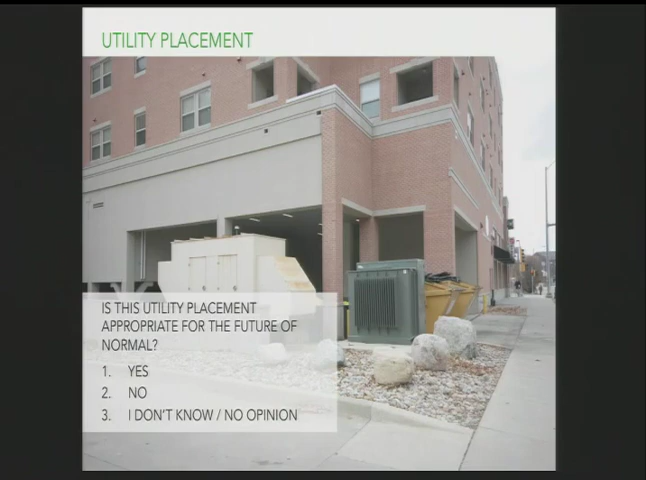 UTILITY PLACEMENT
IS THIS UTILITY PLACEMENT
APPROPRIATE FOR THE FUTURE OF
NORMAL?
1. YES
2. NO
3. I DON'T KNOW / NO OPINION